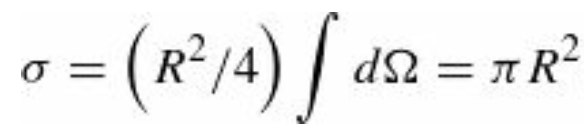 σ = (R²/4) ∫ dΩ = πR²